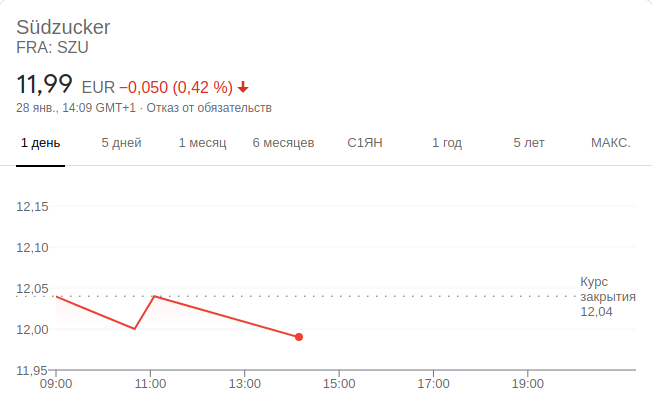 Südzucker
FRA: SZU
11,99 EUR −0,050 (0,42 %)
28 янв., 14:09 GMT+1 · Отказ от обязательств
1 день 5 дней 1 месяц 6 месяцев С1ЯН 1 год 5 лет МАКС.
12,15
12,10
12,05
12,00
11,95
Курс
закрытия
12,04
09:00 11:00 13:00 15:00 17:00 19:00